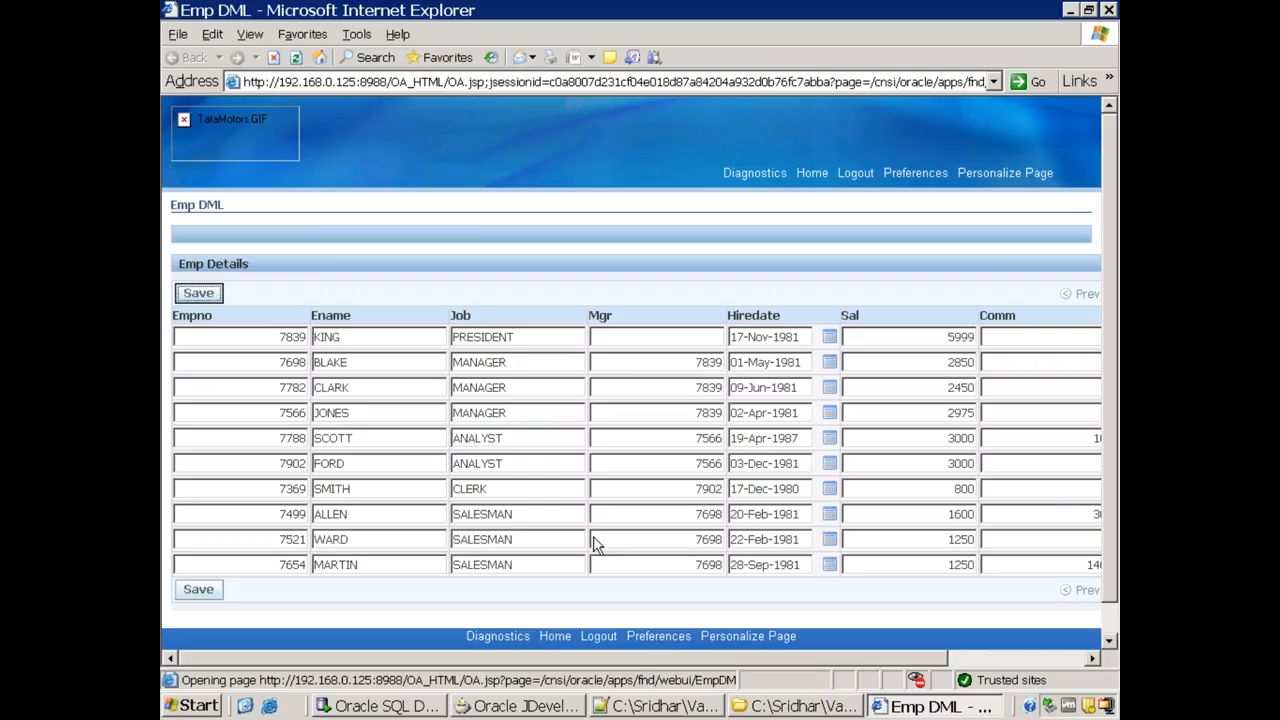 Emp DML - Microsoft Internet Explorer
File Edit View Favorites Tools Help
Back Search Favorites
Address http://192.168.0.125:8988/OA_HTML/OA.jsp;jsessionid=c0a8007d231cf04e018d87a84204a932d0b76fc7abba?page=/cnsi/oracle/apps/fnd, Go Links »
TataMotors.GIF
Diagnostics Home Logout Preferences Personalize Page
Emp DML
Emp Details
Save Prev
Empno Ename Job Mgr Hiredate Sal Comm
7839 KING PRESIDENT 17-Nov-1981 5999
7698 BLAKE MANAGER 7839 01-May-1981 2850
7782 CLARK MANAGER 7839 09-Jun-1981 2450
7566 JONES MANAGER 7839 02-Apr-1981 2975
7788 SCOTT ANALYST 7566 19-Apr-1987 3000
7902 FORD ANALYST 7566 03-Dec-1981 3000
7369 SMITH CLERK 7902 17-Dec-1980 800
7499 ALLEN SALESMAN 7698 20-Feb-1981 1600
7521 WARD SALESMAN 7698 22-Feb-1981 1250
7654 MARTIN SALESMAN 7698 28-Sep-1981 1250
Save Prev
Diagnostics Home Logout Preferences Personalize Page
Opening page http://192.168.0.125:8988/OA_HTML/OA.jsp?page=/cnsi/oracle/apps/fnd/webui/EmpDM Trusted sites
Start Oracle SQL D... Oracle JDevel... C:\Sridhar\Va... C:\Sridhar\Va... Emp DML - ...